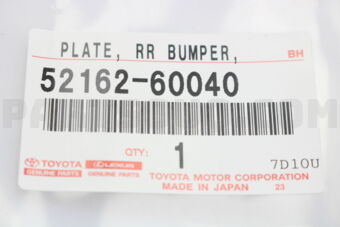 PLATE, RR BUMPER, BH
52162-60040
QTY: 1 7D10U
TOYOTA LEXUS TOYOTA MOTOR CORPORATION
GENUINE PARTS GENUINE PARTS MADE IN JAPAN 23